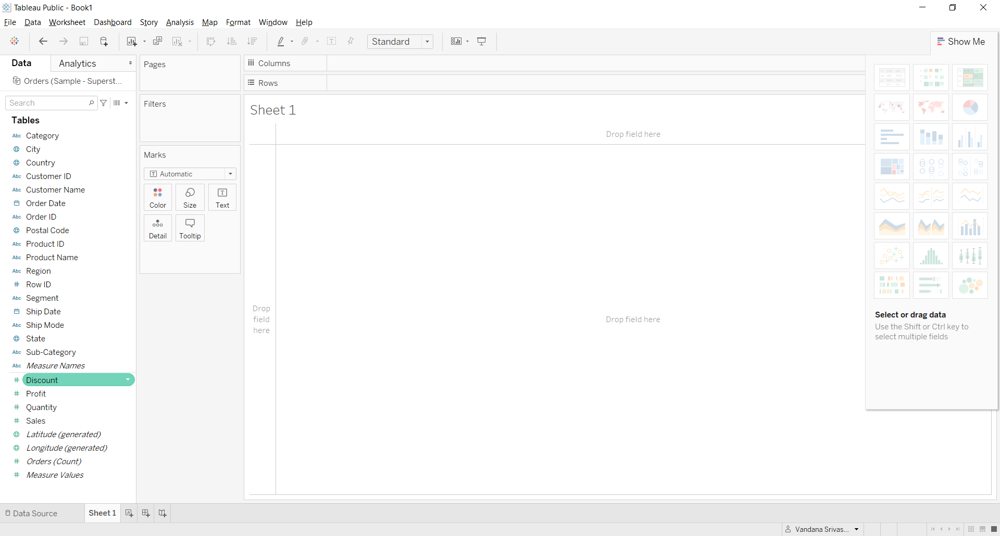 Tableau Public - Book1
File Data Worksheet Dashboard Story Analysis Map Format Window Help
Standard
Show Me
Data Analytics
Orders (Sample - Superst...
Search
Tables
Abc Category
City
Country
Abc Customer ID
Abc Customer Name
Order Date
Abc Order ID
Postal Code
Abc Product ID
Abc Product Name
Abc Region
# Row ID
Abc Segment
Ship Date
Abc Ship Mode
State
Abc Sub-Category
Abc Measure Names
# Discount
# Profit
# Quantity
# Sales
Latitude (generated)
Longitude (generated)
# Orders (Count)
# Measure Values
Pages
Filters
Marks
T Automatic
Color Size T Text
Detail Tooltip
Columns
Rows
Sheet 1
Drop field here
Drop
field
here
Drop field here
Select or drag data
Use the Shift or Ctrl key to
select multiple fields
Data Source Sheet 1
Vandana Srivas...